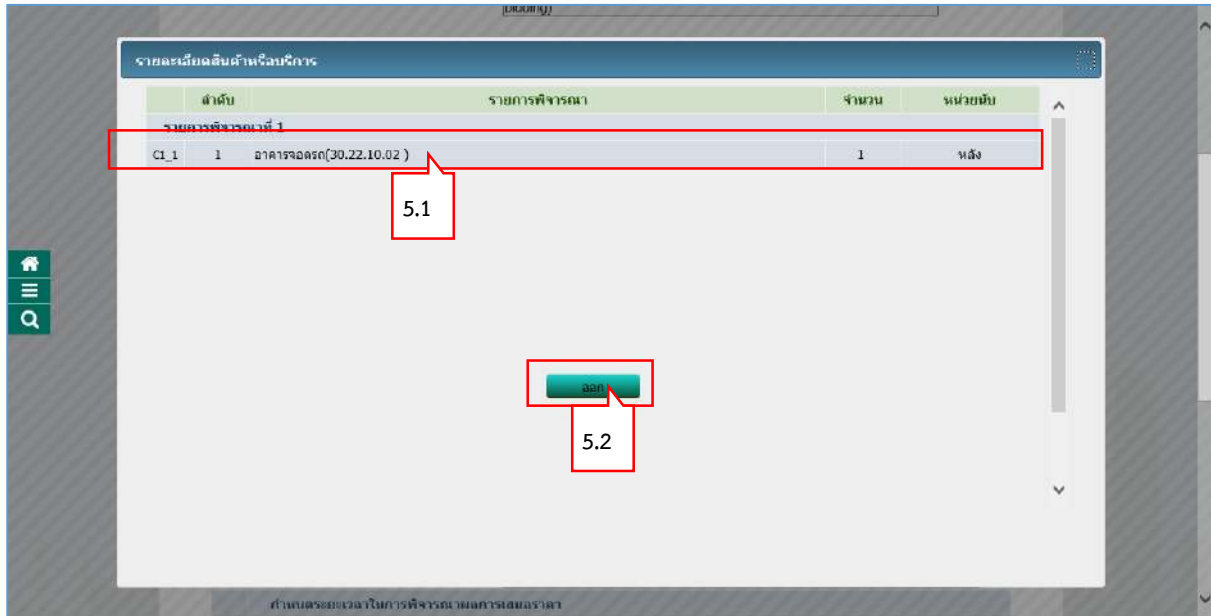 bidding)
รายละเอียดสินค้าหรือบริการ
ลำดับ รายการพิจารณา จำนวน หน่วยนับ
รายการพิจารณาที่ 1
C1_1 1 อาคารจอดรถ(30.22.10.02 ) 1 หลัง
5.1
ออก
5.2
กำหนดระยะเวลาในการพิจารณาผลการเสนอราคา